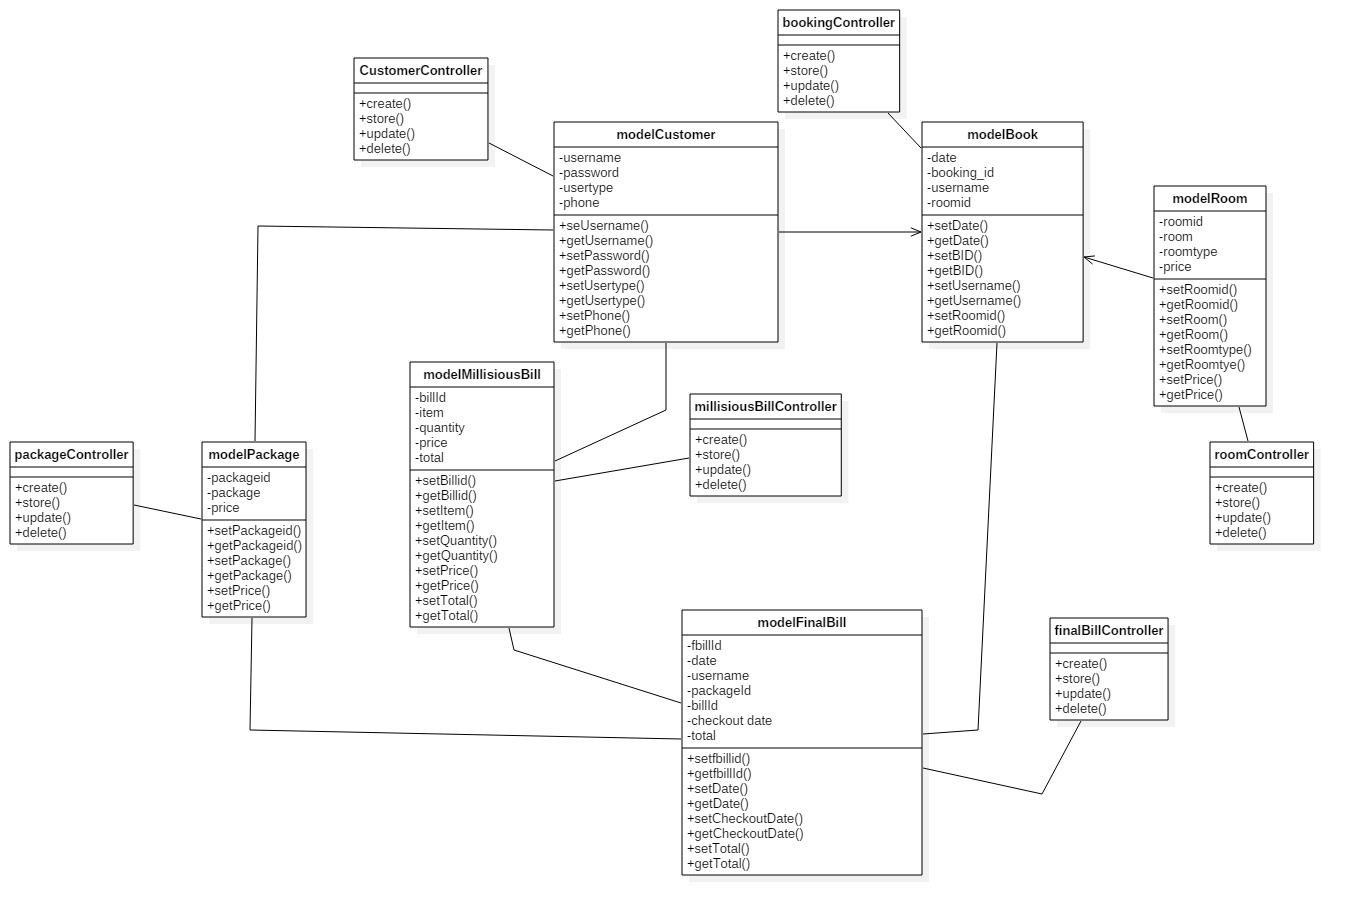 bookingController
+create()
+store()
+update()
+delete()
CustomerController
+create()
+store()
+update()
+delete()
modelCustomer
-username
-password
-usertype
-phone
+seUsername()
+getUsername()
+setPassword()
+getPassword()
+setUsertype()
+getUsertype()
+setPhone()
+getPhone()
modelBook
-date
-booking_id
-username
-roomid
+setDate()
+getDate()
+setBID()
+getBID()
+setUsername()
+getUsername()
+setRoomid()
+getRoomid()
modelRoom
-roomid
-room
-roomtype
-price
+setRoomid()
+getRoomid()
+setRoom()
+getRoom()
+setRoomtype()
+getRoomtye()
+setPrice()
+getPrice()
modelMillisiousBill
-billId
-item
-quantity
-price
-total
+setBillid()
+getBillid()
+setItem()
+getItem()
+setQuantity()
+getQuantity()
+setPrice()
+getPrice()
+setTotal()
+getTotal()
millisiousBillController
+create()
+store()
+update()
+delete()
packageController
+create()
+store()
+update()
+delete()
modelPackage
-packageid
-package
-price
+setPackageid()
+getPackageid()
+setPackage()
+getPackage()
+setPrice()
+getPrice()
roomController
+create()
+store()
+update()
+delete()
modelFinalBill
-fbillId
-date
-username
-packageId
-billId
-checkout date
-total
+setfbillid()
+getfbillId()
+setDate()
+getDate()
+setCheckoutDate()
+getCheckoutDate()
+setTotal()
+getTotal()
finalBillController
+create()
+store()
+update()
+delete()